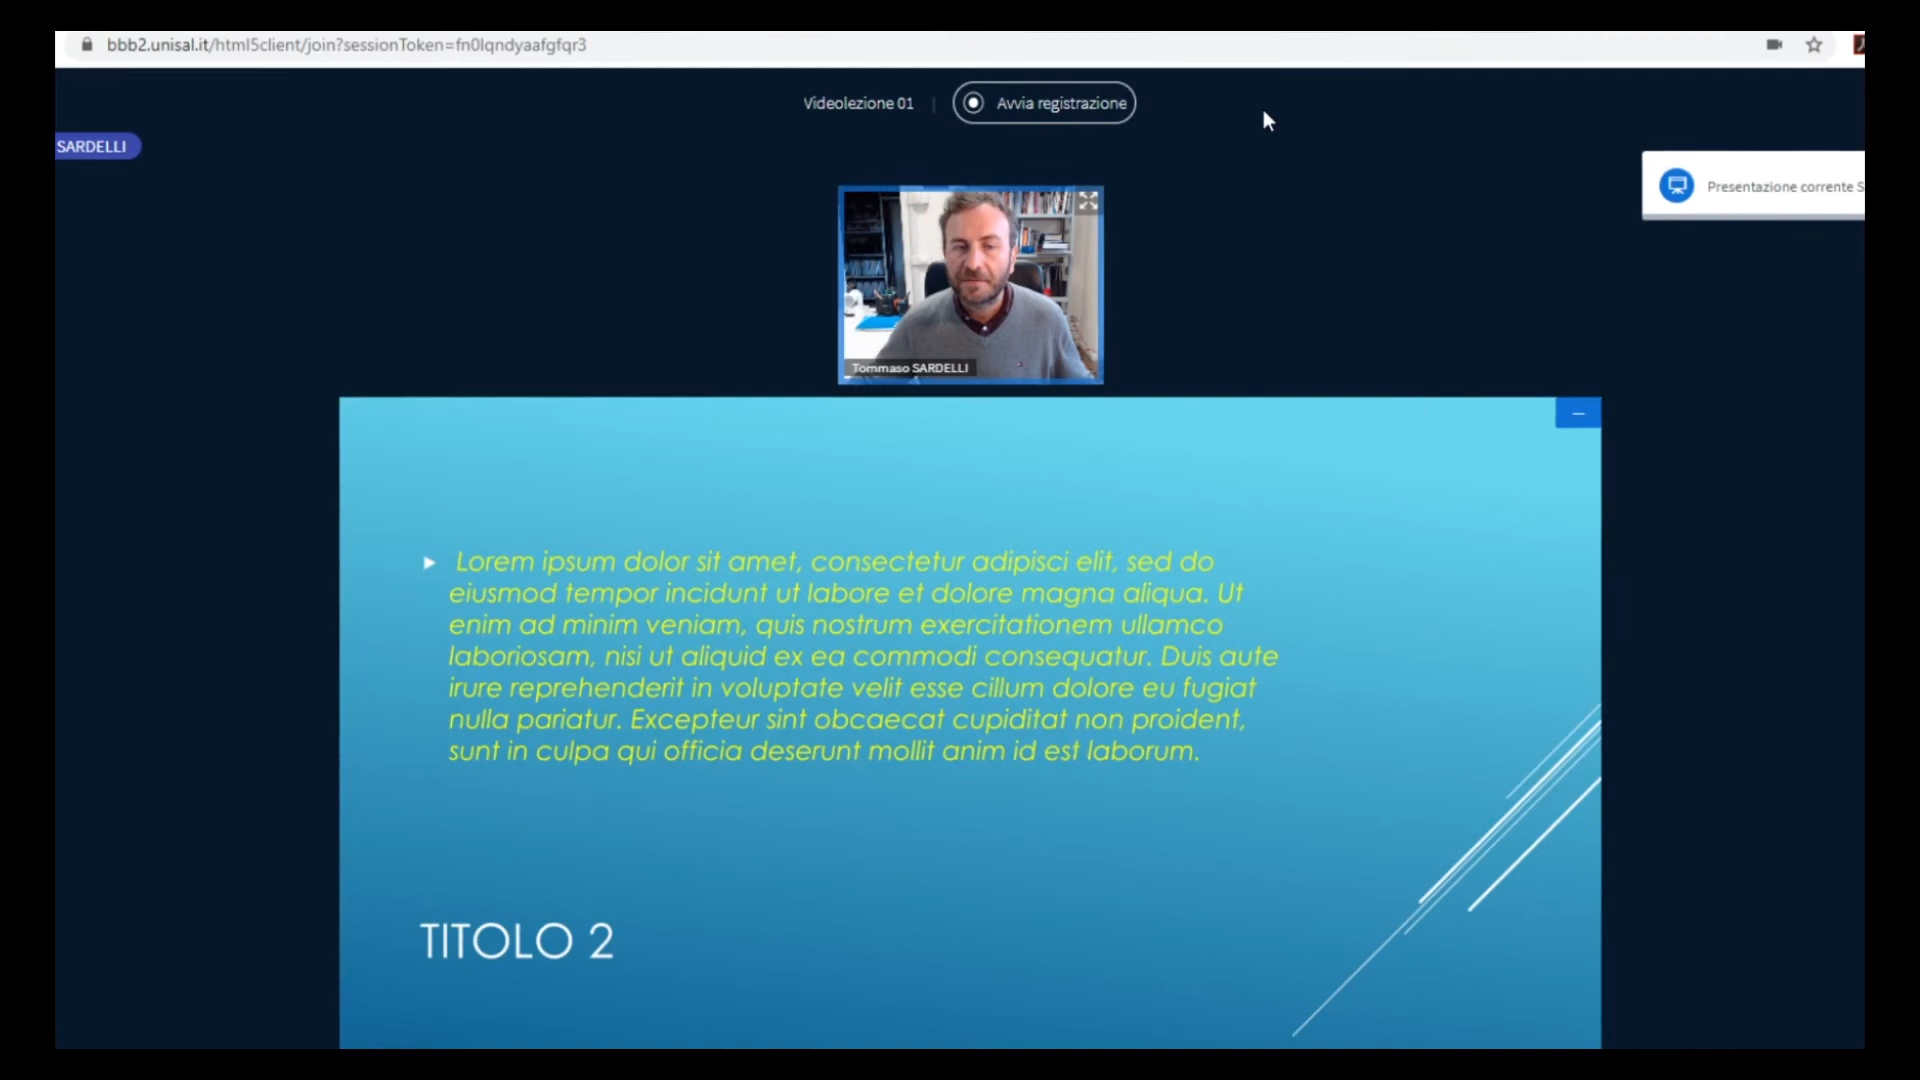 bbb2.unisal.it/html5client/join?sessionToken=fn0lqndyaafgfqr3
Videolezione 01
Avvia registrazione
SARDELLI
Presentazione corrente S
Tommaso SARDELLI
Lorem ipsum dolor sit amet, consectetur adipisci elit, sed do
eiusmod tempor incidunt ut labore et dolore magna aliqua. Ut
enim ad minim veniam, quis nostrum exercitationem ullamco
laboriosam, nisi ut aliquid ex ea commodi consequatur. Duis aute
irure reprehenderit in voluptate velit esse cillum dolore eu fugiat
nulla pariatur. Excepteur sint obcaecat cupiditat non proident,
sunt in culpa qui officia deserunt mollit anim id est laborum.
TITOLO 2